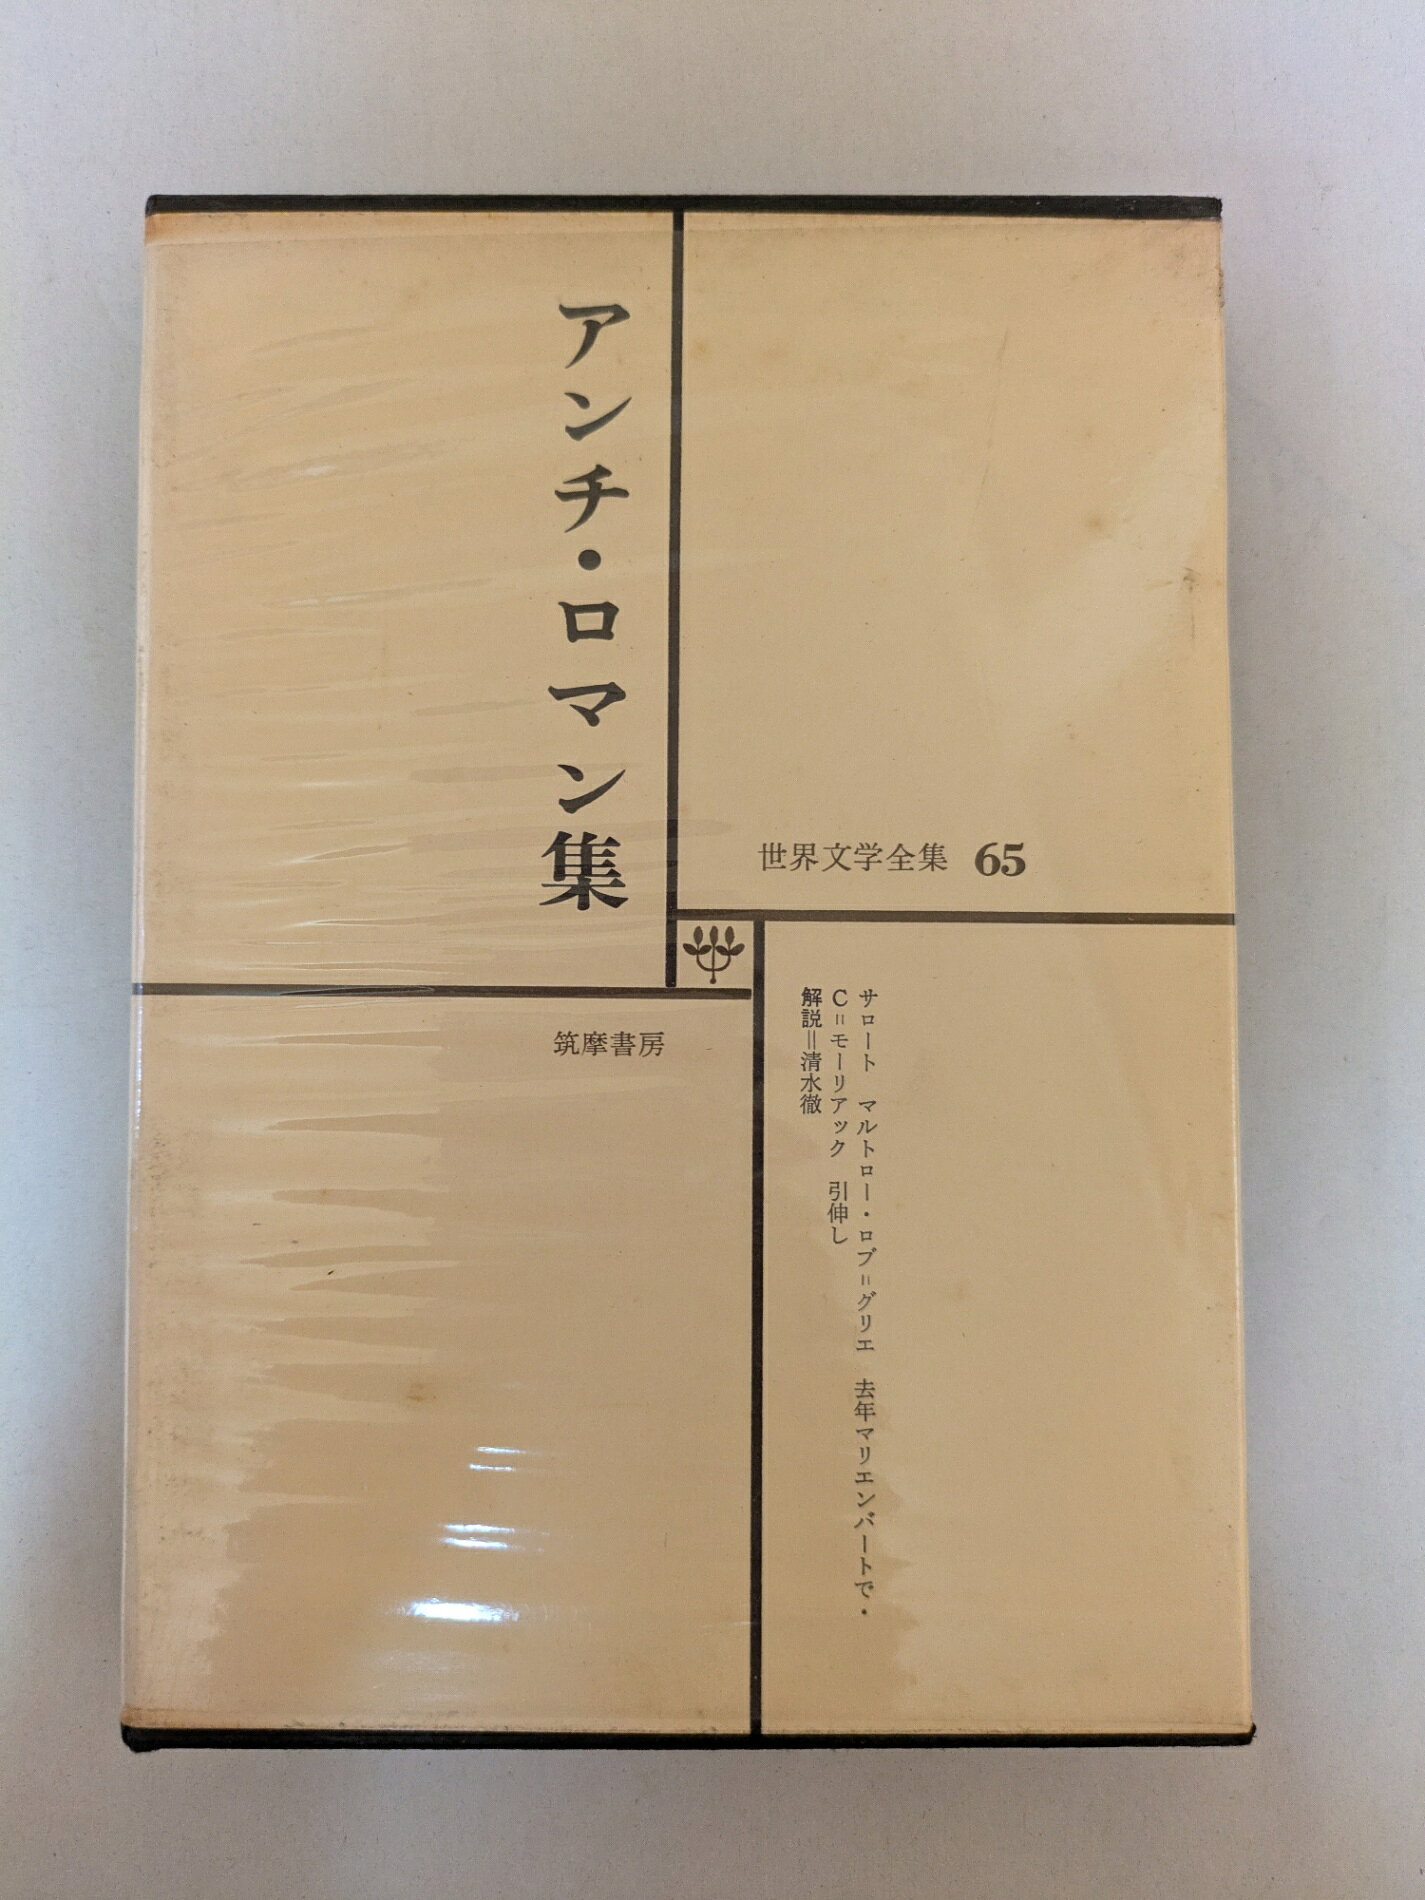 アンチ・ロマン集
世界文学全集 65
サロート マルトロー・ロブ＝グリエ 去年マリエンバートで・
C＝モーリアック 引伸し
解説＝清水徹
筑摩書房